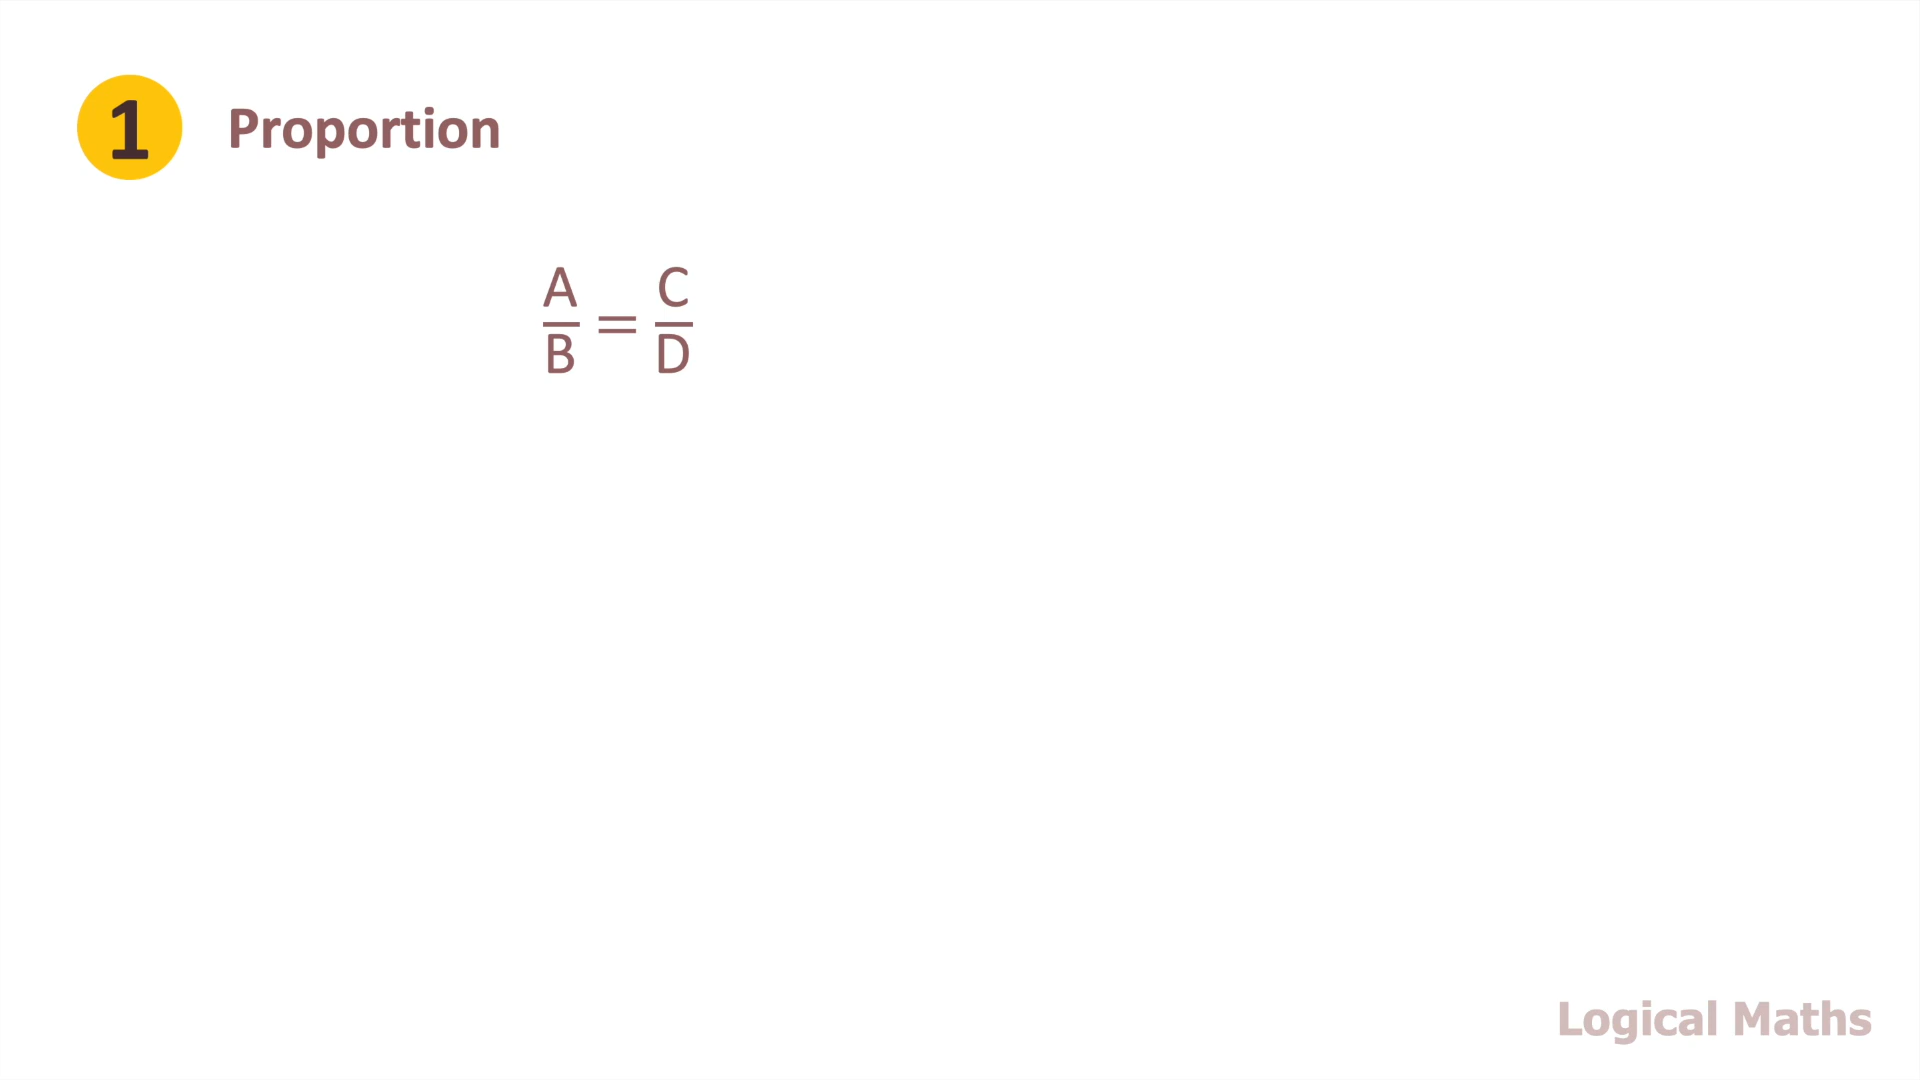 1 Proportion
A/B = C/D
Logical Maths